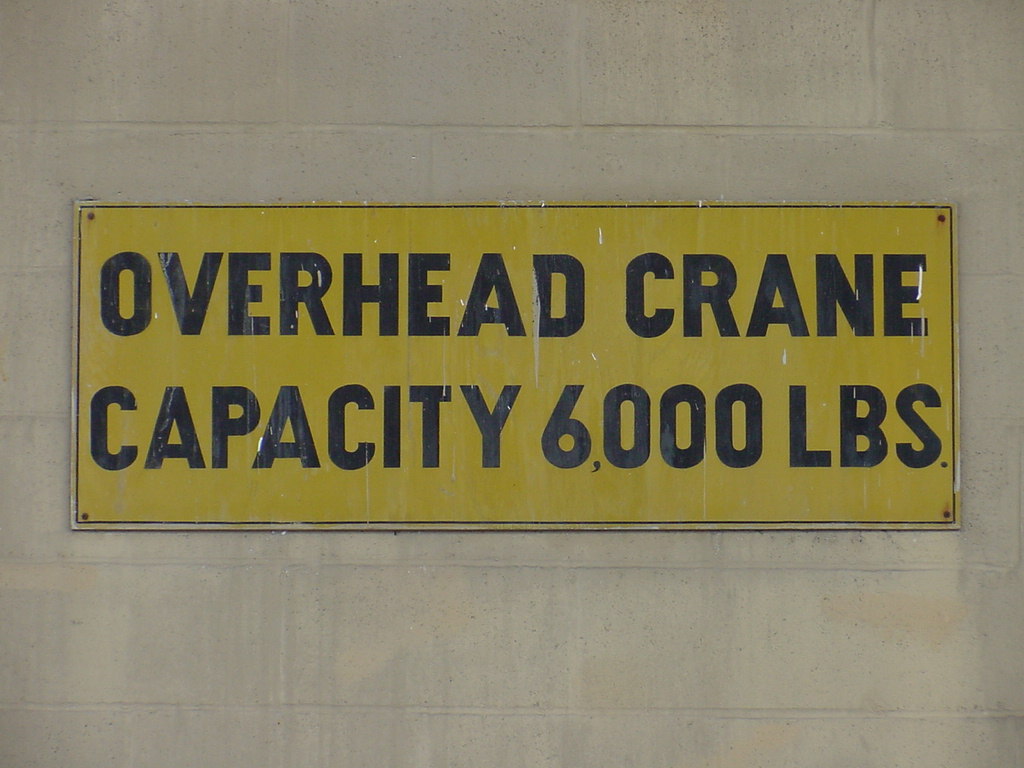 OVERHEAD CRANE
CAPACITY 6,000 LBS.